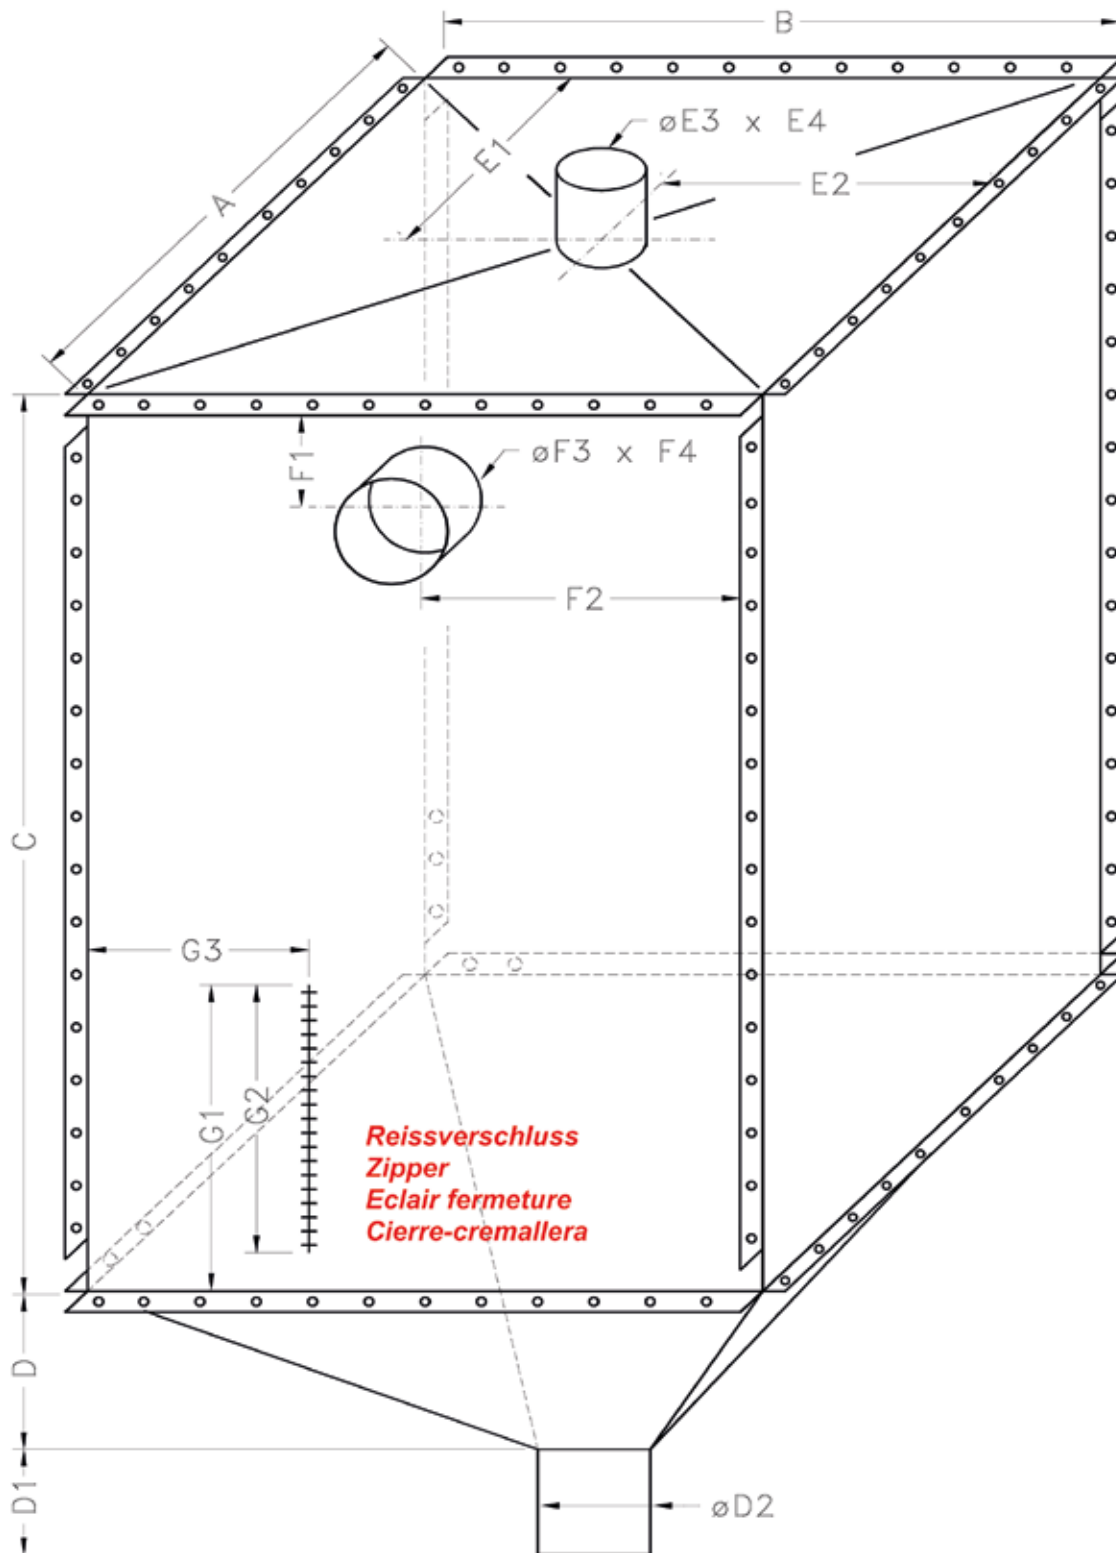 B
øE3 x E4
E1
E2
A
F1
øF3 x F4
F2
C
G3
G1
G2
Reissverschluss
Zipper
Eclair fermeture
Cierre-cremallera
D
D1
øD2